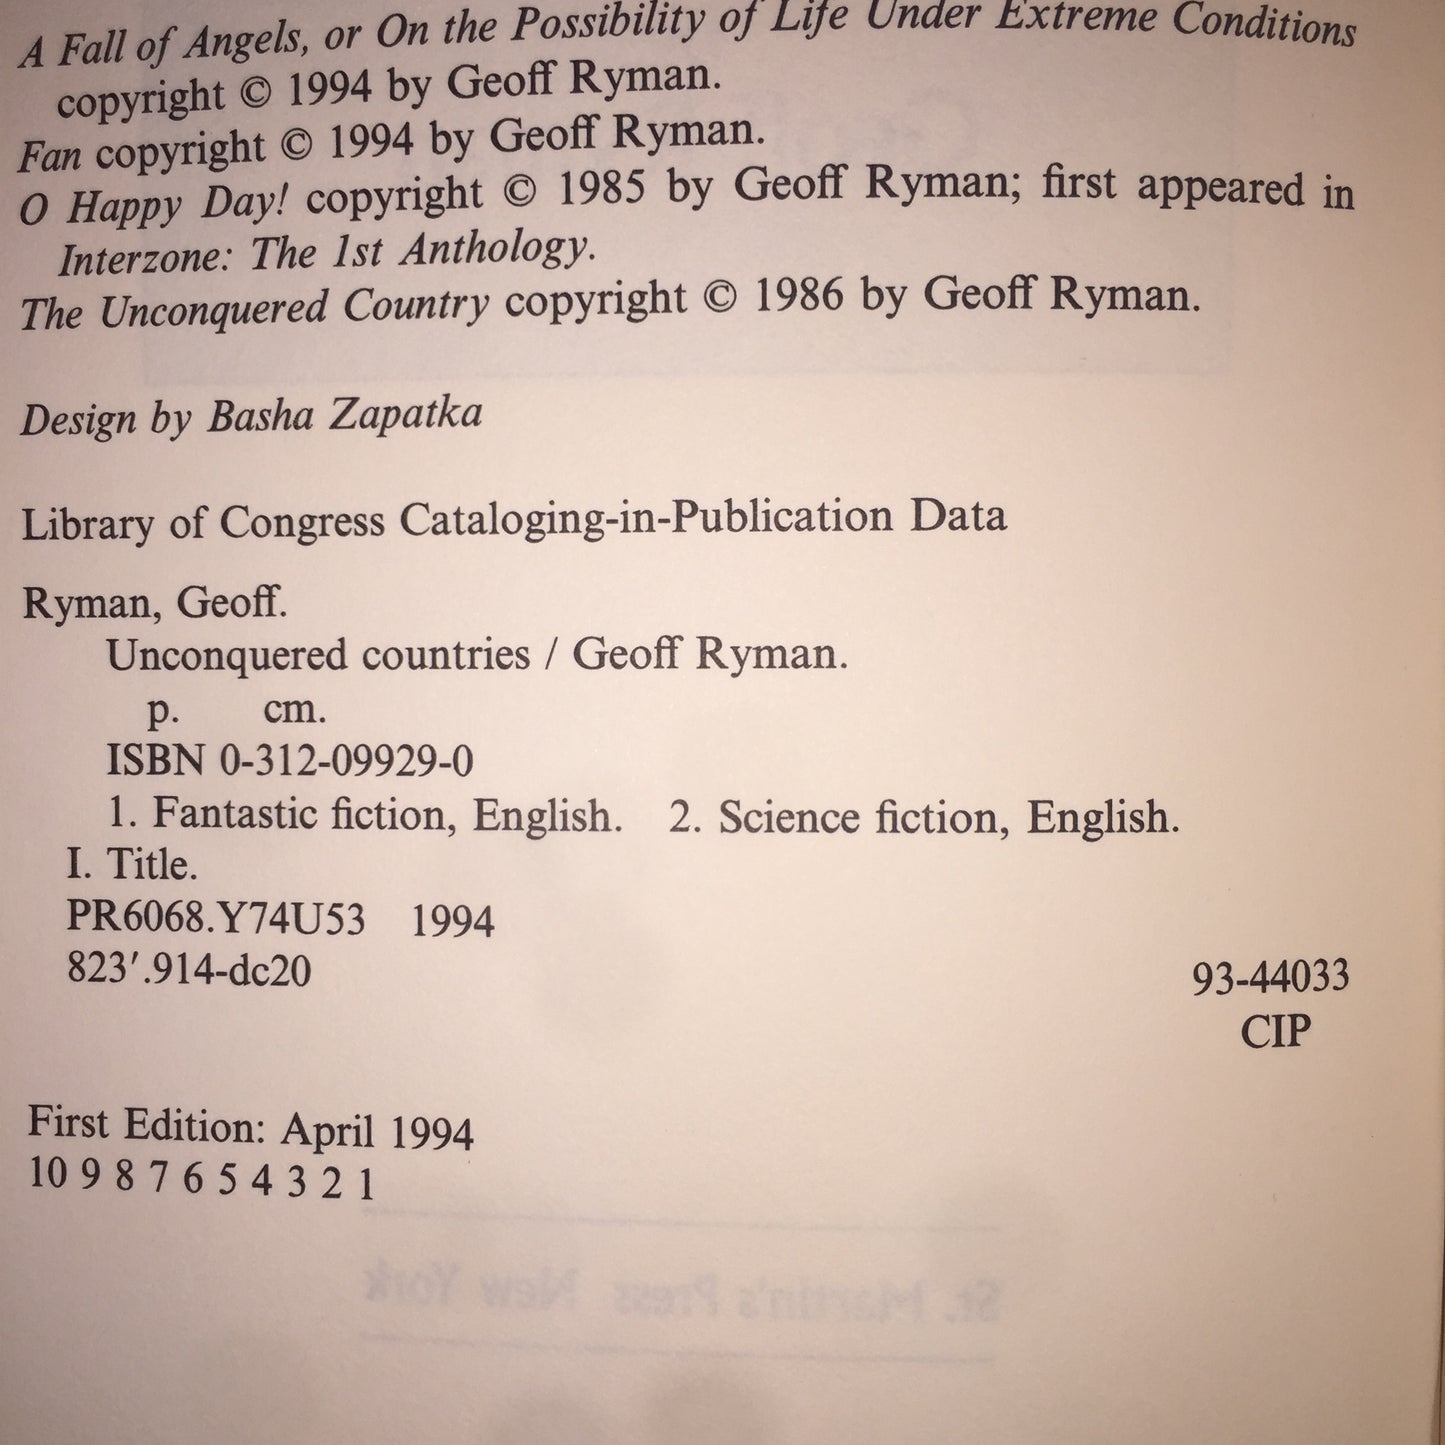 A Fall of Angels, or On the Possibility of Life Under Extreme Conditions
copyright © 1994 by Geoff Ryman.
Fan copyright © 1994 by Geoff Ryman.
O Happy Day! copyright © 1985 by Geoff Ryman; first appeared in
Interzone: The 1st Anthology.
The Unconquered Country copyright © 1986 by Geoff Ryman.
Design by Basha Zapatka
Library of Congress Cataloging-in-Publication Data
Ryman, Geoff.
Unconquered countries / Geoff Ryman.
p. cm.
ISBN 0-312-09929-0
1. Fantastic fiction, English. 2. Science fiction, English.
I. Title.
PR6068.Y74U53 1994
823′.914-dc20 93-44033
CIP
First Edition: April 1994
10 9 8 7 6 5 4 3 2 1
St. Martin's Press New York